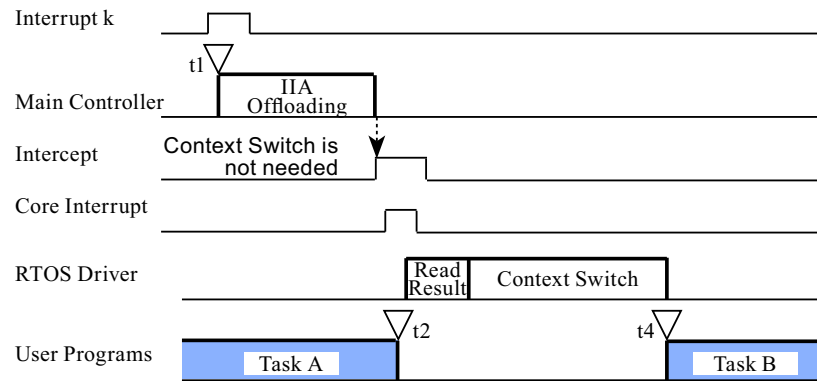 Interrupt k
t1
IIA
Offloading
Main Controller
Context Switch is
not needed
Intercept
Core Interrupt
RTOS Driver
Read
Result
Context Switch
t2
t4
User Programs
Task A
Task B